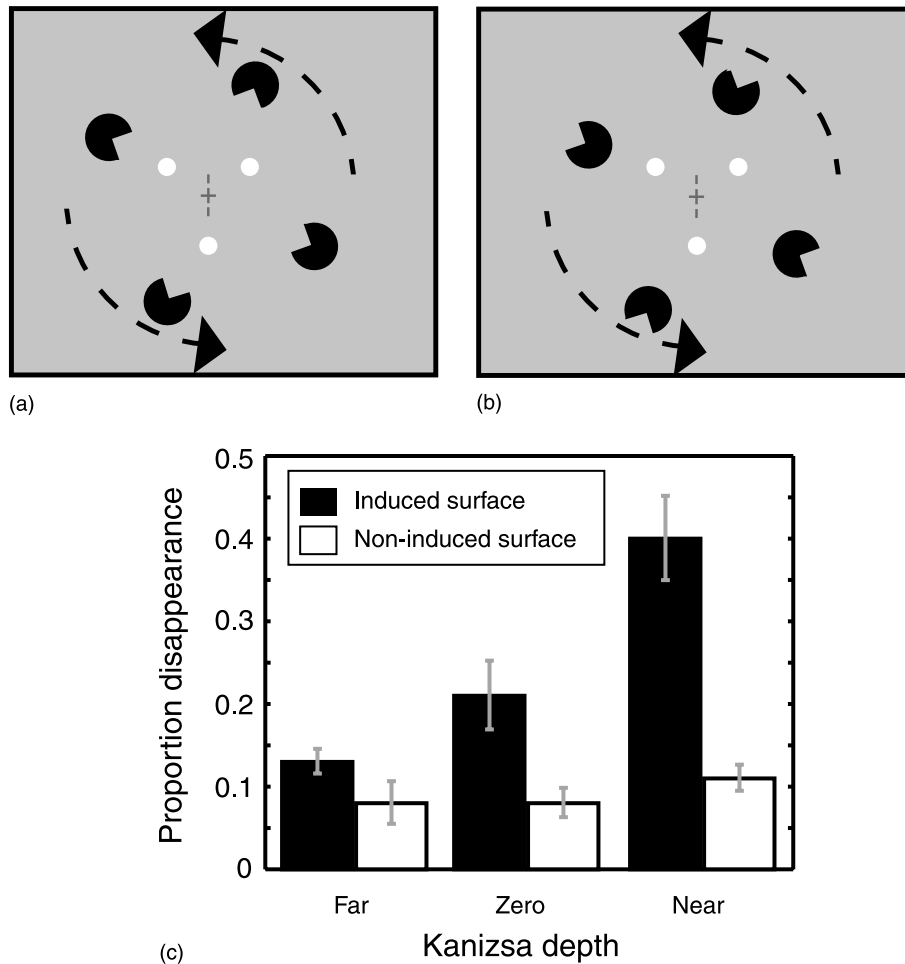 (a)
(b)
Proportion disappearance
0.5
0.4
0.3
0.2
0.1
0
Induced surface
Non-induced surface
Far Zero Near
Kanizsa depth
(c)